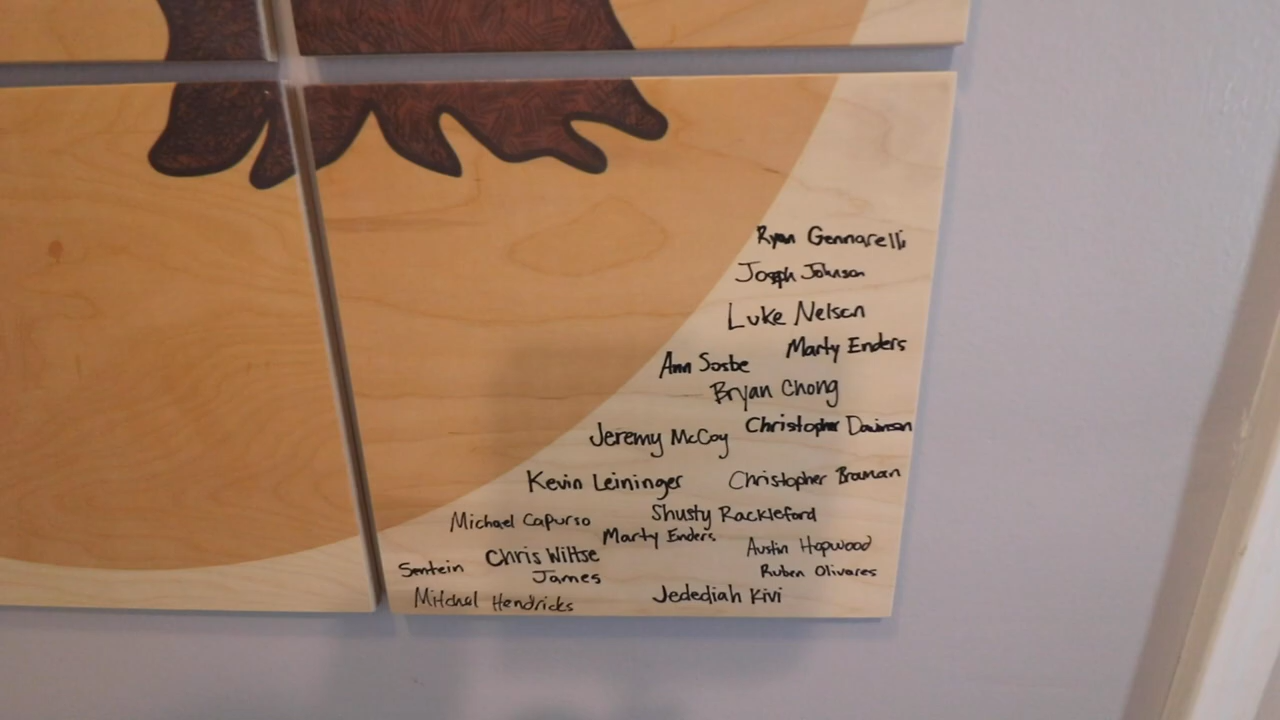 Ryan Gennarelli
Joseph Johnson
Luke Nelson
Marty Enders
Ann Sosbe
Bryan Chong
Christopher Dawson
Jeremy McCoy
Kevin Leininger
Christopher Braman
Michael Capurso
Shusty Rackleford
Marty Enders
Austin Hopwood
Chris Wiltse
Sentein
James
Ruben Olivares
Mitchel Hendricks
Jedediah Kivi